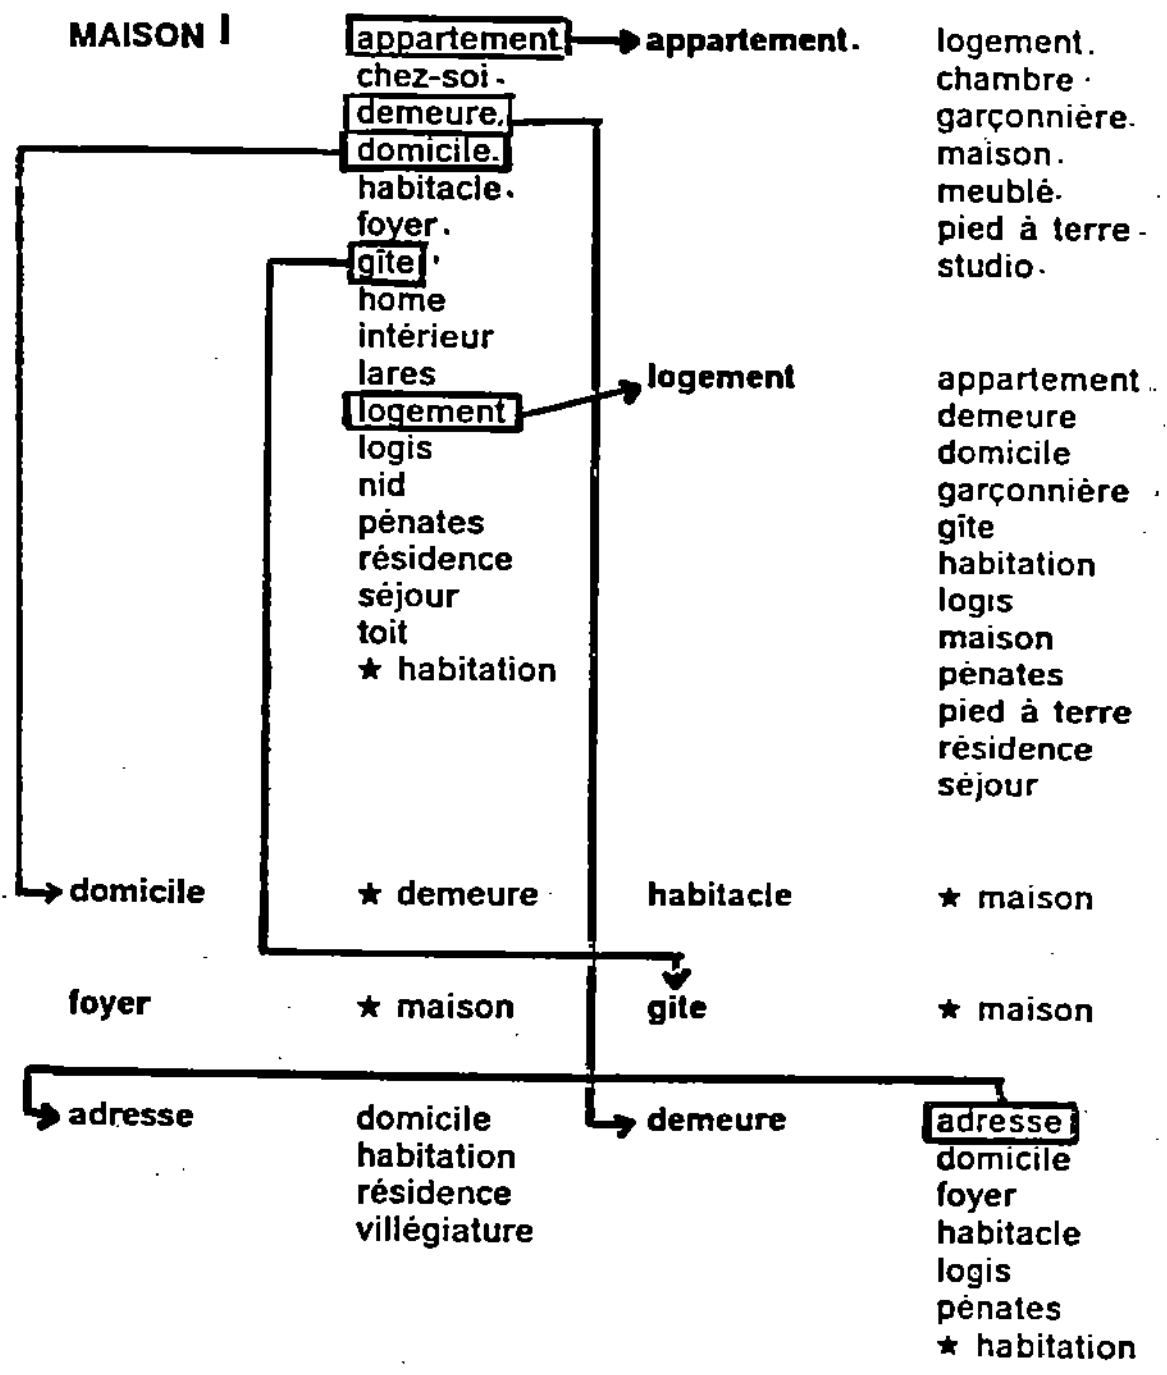 MAISON I
appartement
chez-soi.
demeure.
domicile.
habitacle.
foyer.
gîte
home
intérieur
lares
logement
logis
nid
pénates
résidence
séjour
toit
★ habitation
appartement.
logement.
chambre
garçonnière.
maison.
meublé.
pied à terre
studio.
logement
appartement
demeure
domicile
garçonnière
gîte
habitation
logis
maison
pénates
pied à terre
résidence
séjour
domicile
★ demeure
habitacle
★ maison
foyer
★ maison
gite
★ maison
adresse
domicile
habitation
résidence
villégiature
demeure
adresse
domicile
foyer
habitacle
logis
pénates
★ habitation